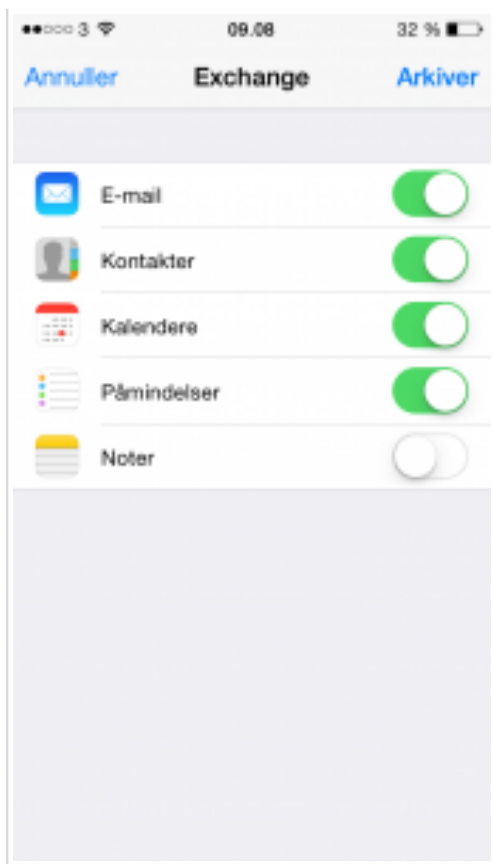 3 09.08 32 %
Annuller Exchange Arkiver
E-mail
Kontakter
Kalendere
Påmindelser
Noter